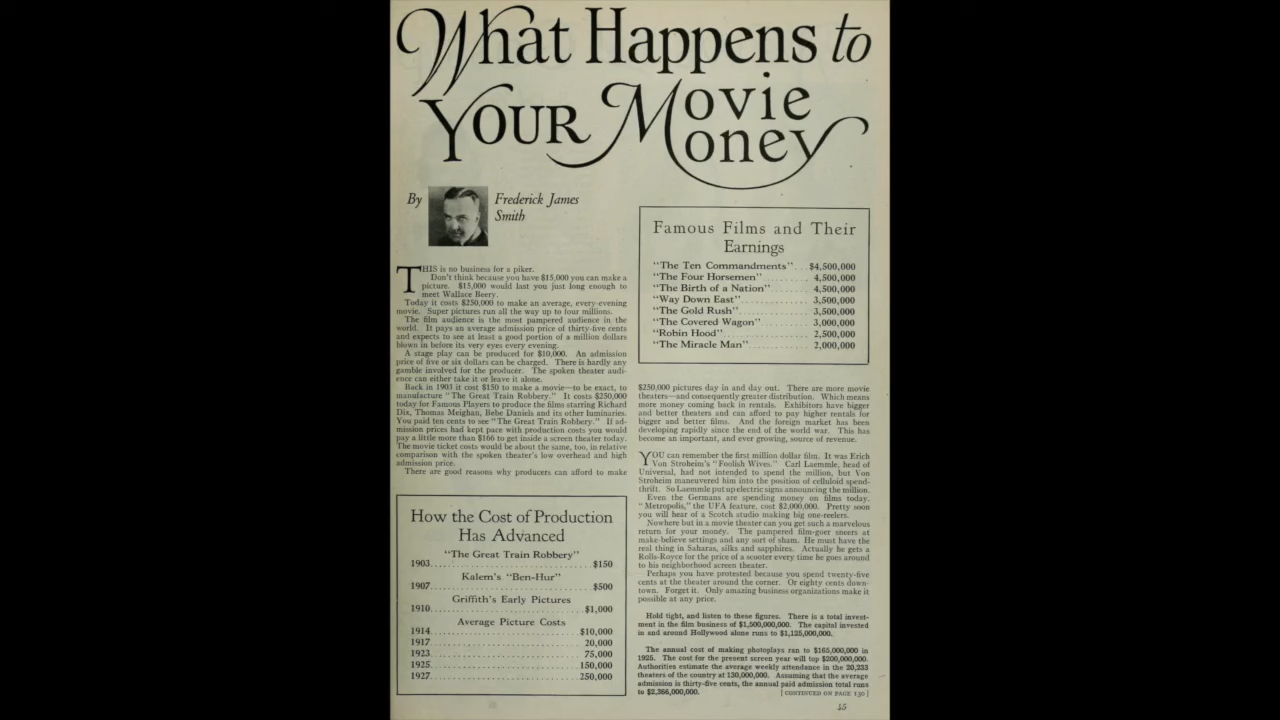 What Happens to
YOUR Movie
Money
By
Frederick James
Smith
THIS is no business for a piker.
Don't think because you have $15,000 you can make a
picture. $15,000 would last you just long enough to
meet Wallace Beery.
Today it costs $250,000 to make an average, every-evening
movie. Super pictures run all the way up to four millions.
The film audience is the most pampered audience in the
world. It pays an average admission price of thirty-five cents
and expects to see at least a good portion of a million dollars
blown in before its very eyes every evening.
A stage play can be produced for $10,000. An admission
price of five or six dollars can be charged. There is hardly any
gamble involved for the producer. The spoken theater audi-
ence can either take it or leave it alone.
Back in 1903 it cost $150 to make a movie—to be exact, to
manufacture "The Great Train Robbery." It costs $250,000
today for Famous Players to produce the films starring Richard
Dix, Thomas Meighan, Bebe Daniels and its other luminaries.
You paid ten cents to see "The Great Train Robbery." If ad-
mission prices had kept pace with production costs you would
pay a little more than $166 to get inside a screen theater today.
The movie ticket costs would be about the same, too, in relative
comparison with the spoken theater's low overhead and high
admission price.
There are good reasons why producers can afford to make
How the Cost of Production
Has Advanced
"The Great Train Robbery"
1903. $150
Kalem's "Ben-Hur"
1907. $500
Griffith's Early Pictures
1910. $1,000
Average Picture Costs
1914. $10,000
1917. 20,000
1923. 75,000
1925. 150,000
1927. 250,000
Famous Films and Their
Earnings
"The Ten Commandments". $4,500,000
"The Four Horsemen" 4,500,000
"The Birth of a Nation" 4,500,000
"Way Down East". 3,500,000
"The Gold Rush" 3,500,000
"The Covered Wagon" 3,000,000
"Robin Hood". 2,500,000
"The Miracle Man" 2,000,000
$250,000 pictures day in and day out. There are more movie
theaters—and consequently greater distribution. Which means
more money coming back in rentals. Exhibitors have bigger
and better theaters and can afford to pay higher rentals for
bigger and better films. And the foreign market has been
developing rapidly since the end of the world war. This has
become an important, and ever growing, source of revenue.
YOU can remember the first million dollar film. It was Erich
Von Stroheim's "Foolish Wives." Carl Laemmle, head of
Universal, had not intended to spend the million, but Von
Stroheim maneuvered him into the position of celluloid spend-
thrift. So Laemmle put up electric signs announcing the million.
Even the Germans are spending money on films today.
"Metropolis," the UFA feature, cost $2,000,000. Pretty soon
you will hear of a Scotch studio making big one-reelers.
Nowhere but in a movie theater can you get such a marvelous
return for your money. The pampered film-goer sneers at
make-believe settings and any sort of sham. He must have the
real thing in Saharas, silks and sapphires. Actually he gets a
Rolls-Royce for the price of a scooter every time he goes around
to his neighborhood screen theater.
Perhaps you have protested because you spend twenty-five
cents at the theater around the corner. Or eighty cents down-
town. Forget it. Only amazing business organizations make it
possible at any price.
Hold tight, and listen to these figures. There is a total invest-
ment in the film business of $1,500,000,000. The capital invested
in and around Hollywood alone runs to $1,125,000,000.
The annual cost of making photoplays ran to $165,000,000 in
1926. The cost for the present screen year will top $200,000,000.
Authorities estimate the average weekly attendance in the 20,233
theaters of the country at 130,000,000. Assuming that the average
admission is thirty-five cents, the annual paid admission total runs
to $2,366,000,000. [ CONTINUED ON PAGE 130 ]
45